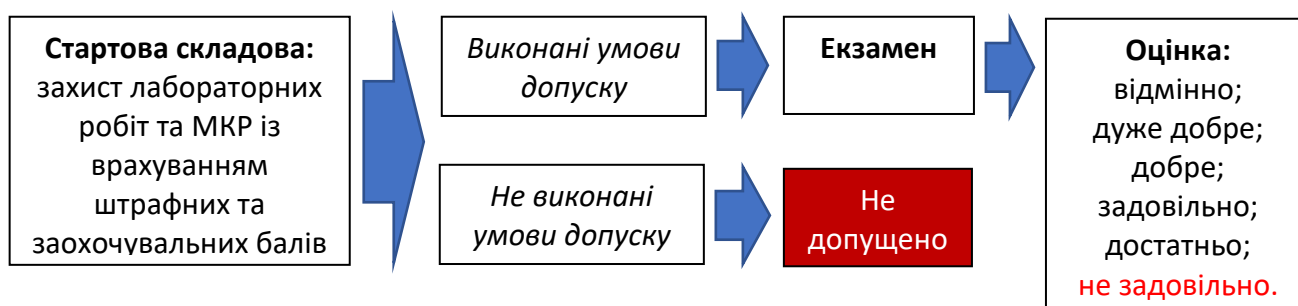 Стартова складова:
захист лабораторних
робіт та МКР із
врахуванням
штрафних та
заохочувальних балів
Виконані умови
допуску
Екзамен
Не виконані
умови допуску
Не
допущено
Оцінка:
відмінно;
дуже добре;
добре;
задовільно;
достатньо;
не задовільно.